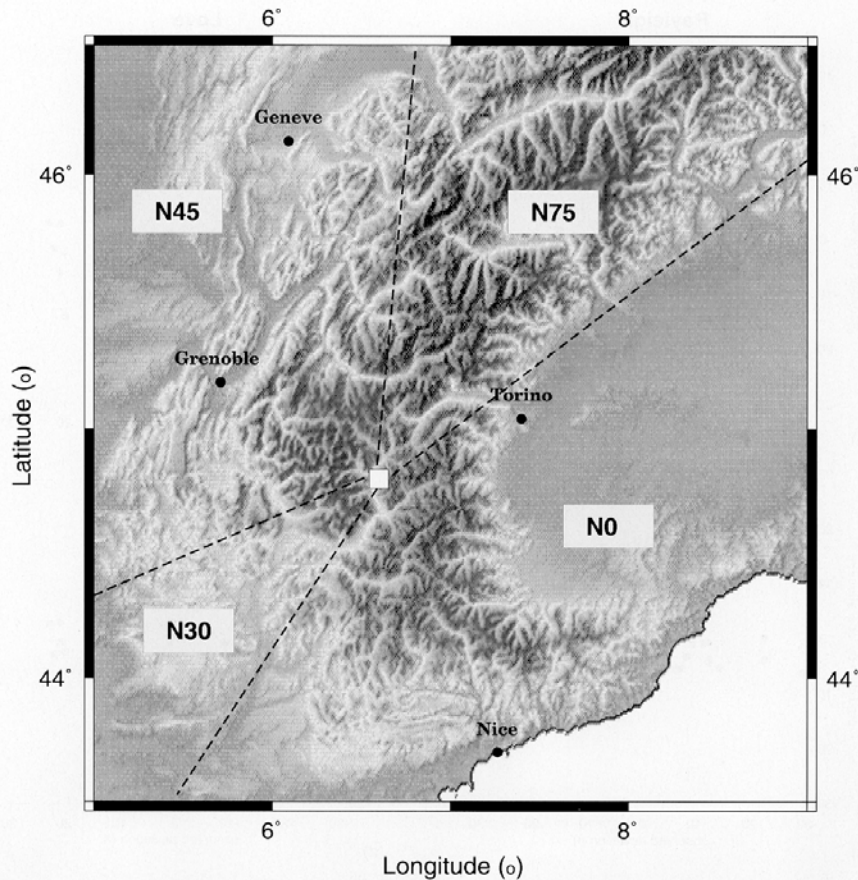 6° 8°
Geneve
46° 46°
N45 N75
Grenoble
Torino
Latitude (o)
N0
N30
44° 44°
Nice
6° 8°
Longitude (o)